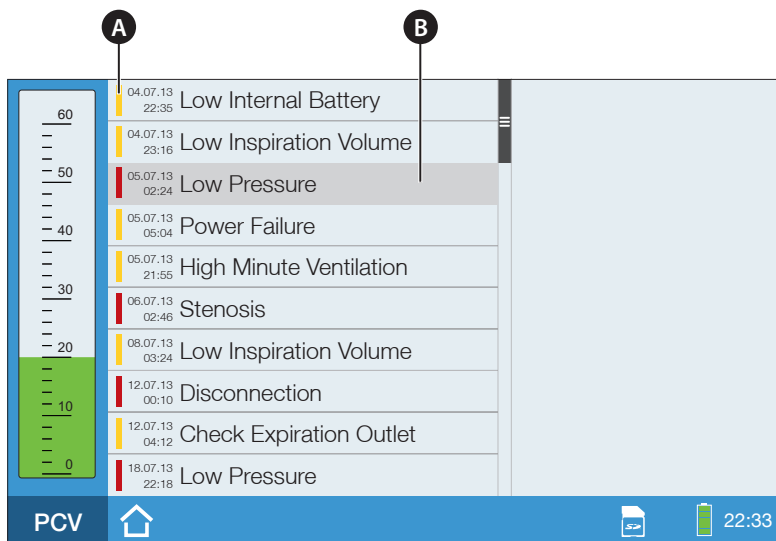 A
B
60
50
40
30
20
10
0
04.07.13
22:35
Low Internal Battery
04.07.13
23:16
Low Inspiration Volume
05.07.13
02:24
Low Pressure
05.07.13
05:04
Power Failure
05.07.13
21:55
High Minute Ventilation
06.07.13
02:46
Stenosis
08.07.13
03:24
Low Inspiration Volume
12.07.13
00:10
Disconnection
12.07.13
04:12
Check Expiration Outlet
18.07.13
22:18
Low Pressure
PCV
SD
22:33